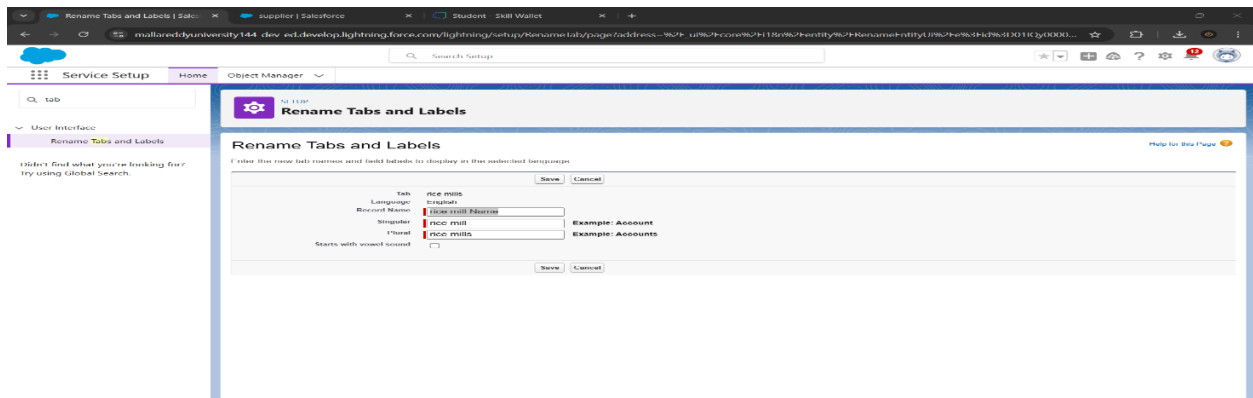 Rename Tabs and Labels | Sales
supplier | Salesforce
Student - Skill Wallet
mallareddyuniversity144-dev-ed.develop.lightning.force.com/lightning/setup/RenameTab/page?address=%2F_ui%2Fcore%2Fi18n%2Fentity%2FRenameEntityUi%2Fe%3Fid%3D01IQy0000...
Search Setup
12
Service Setup
Home
Object Manager
tab
User Interface
Rename Tabs and Labels
Didn't find what you're looking for?
Try using Global Search.
SETUP
Rename Tabs and Labels
Rename Tabs and Labels
Help for this Page
Enter the new tab names and field labels to display in the selected language
Save Cancel
Tab rice mills
Language English
Record Name rice mill Name
Singular rice mill Example: Account
Plural rice mills Example: Accounts
Starts with vowel sound
Save Cancel